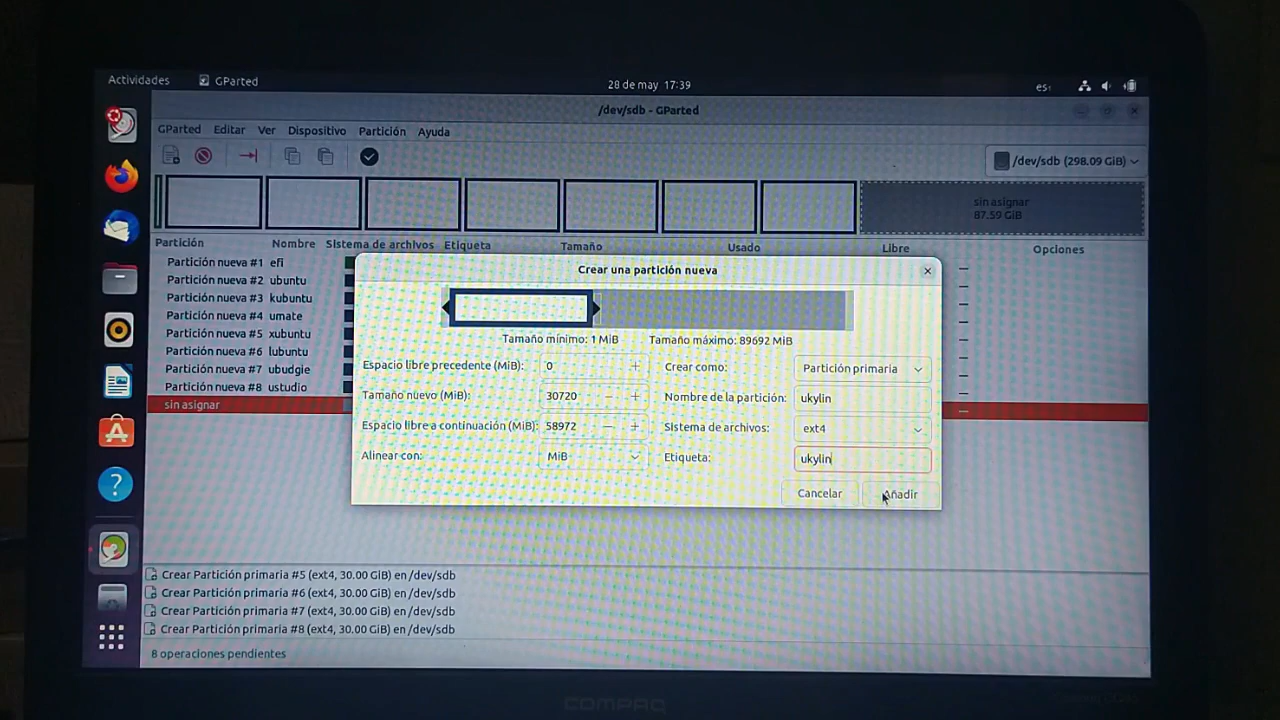 Actividades GParted 28 de may 17:39 es
/dev/sdb - GParted
GParted Editar Ver Dispositivo Partición Ayuda
/dev/sdb (298.09 GiB)
sin asignar
87.59 GiB
Partición Nombre Sistema de archivos Etiqueta Tamaño Usado Libre Opciones
Partición nueva #1 efi
Partición nueva #2 ubuntu
Partición nueva #3 kubuntu
Partición nueva #4 umate
Partición nueva #5 xubuntu
Partición nueva #6 lubuntu
Partición nueva #7 ubudgie
Partición nueva #8 ustudio
sin asignar
Crear una partición nueva
Tamaño mínimo: 1 MiB Tamaño máximo: 89692 MiB
Espacio libre precedente (MiB): 0 Crear como: Partición primaria
Tamaño nuevo (MiB): 30720 Nombre de la partición: ukylin
Espacio libre a continuación (MiB): 58972 Sistema de archivos: ext4
Alinear con: MiB Etiqueta: ukylin
Cancelar Añadir
Crear Partición primaria #5 (ext4, 30.00 GiB) en /dev/sdb
Crear Partición primaria #6 (ext4, 30.00 GiB) en /dev/sdb
Crear Partición primaria #7 (ext4, 30.00 GiB) en /dev/sdb
Crear Partición primaria #8 (ext4, 30.00 GiB) en /dev/sdb
8 operaciones pendientes
COMPAQ